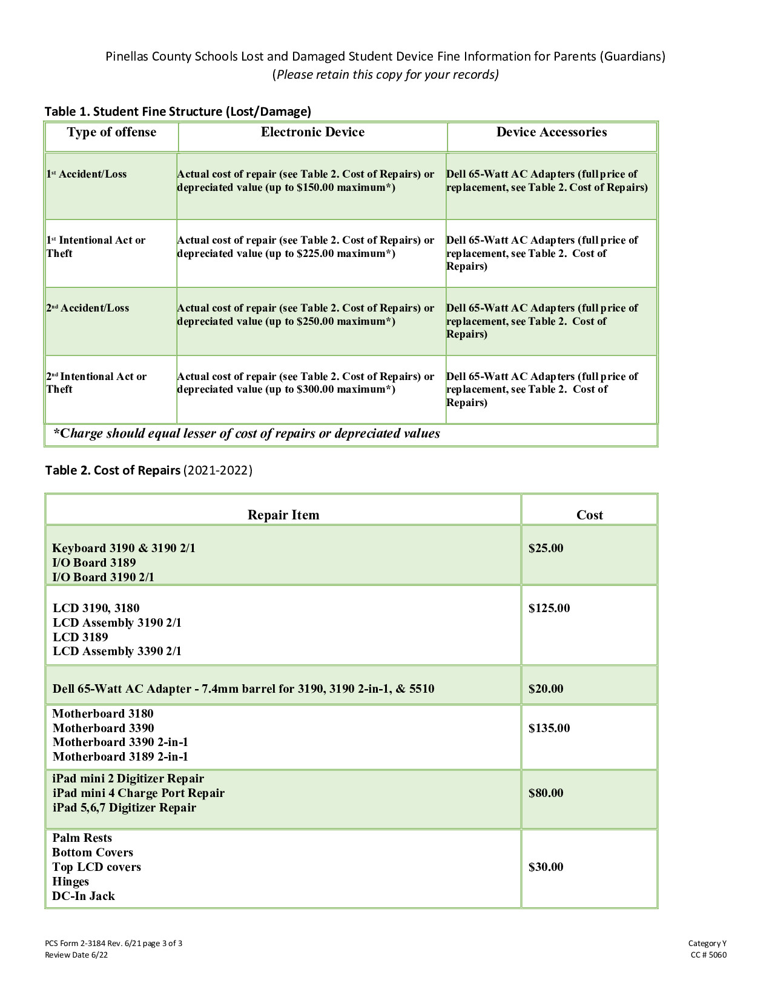 Pinellas County Schools Lost and Damaged Student Device Fine Information for Parents (Guardians)
(Please retain this copy for your records)
Table 1. Student Fine Structure (Lost/Damage)
Type of offense
Electronic Device
Device Accessories
1st Accident/Loss
Actual cost of repair (see Table 2. Cost of Repairs) or
depreciated value (up to $150.00 maximum*)
Dell 65-Watt AC Adapters (full price of
replacement, see Table 2. Cost of Repairs)
1st Intentional Act or
Theft
Actual cost of repair (see Table 2. Cost of Repairs) or
depreciated value (up to $225.00 maximum*)
Dell 65-Watt AC Adapters (full price of
replacement, see Table 2. Cost of
Repairs)
2nd Accident/Loss
Actual cost of repair (see Table 2. Cost of Repairs) or
depreciated value (up to $250.00 maximum*)
Dell 65-Watt AC Adapters (full price of
replacement, see Table 2. Cost of
Repairs)
2nd Intentional Act or
Theft
Actual cost of repair (see Table 2. Cost of Repairs) or
depreciated value (up to $300.00 maximum*)
Dell 65-Watt AC Adapters (full price of
replacement, see Table 2. Cost of
Repairs)
*Charge should equal lesser of cost of repairs or depreciated values
Table 2. Cost of Repairs (2021-2022)
Repair Item
Cost
Keyboard 3190 & 3190 2/1
I/O Board 3189
I/O Board 3190 2/1
$25.00
LCD 3190, 3180
LCD Assembly 3190 2/1
LCD 3189
LCD Assembly 3390 2/1
$125.00
Dell 65-Watt AC Adapter - 7.4mm barrel for 3190, 3190 2-in-1, & 5510
$20.00
Motherboard 3180
Motherboard 3390
Motherboard 3390 2-in-1
Motherboard 3189 2-in-1
$135.00
iPad mini 2 Digitizer Repair
iPad mini 4 Charge Port Repair
iPad 5,6,7 Digitizer Repair
$80.00
Palm Rests
Bottom Covers
Top LCD covers
Hinges
DC-In Jack
$30.00
PCS Form 2-3184 Rev. 6/21 page 3 of 3
Review Date 6/22
Category Y
CC # 5060